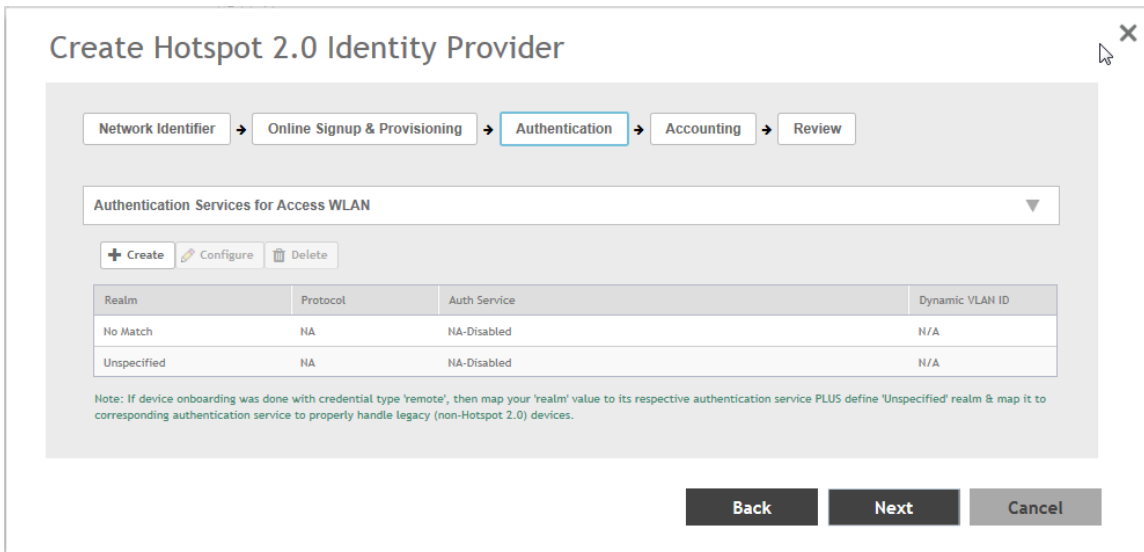 Create Hotspot 2.0 Identity Provider
Network Identifier
Online Signup & Provisioning
Authentication
Accounting
Review
Authentication Services for Access WLAN
Create
Configure
Delete
Realm Protocol Auth Service Dynamic VLAN ID
No Match NA NA-Disabled N/A
Unspecified NA NA-Disabled N/A
Note: If device onboarding was done with credential type 'remote', then map your 'realm' value to its respective authentication service PLUS define 'Unspecified' realm & map it to
corresponding authentication service to properly handle legacy (non-Hotspot 2.0) devices.
Back
Next
Cancel